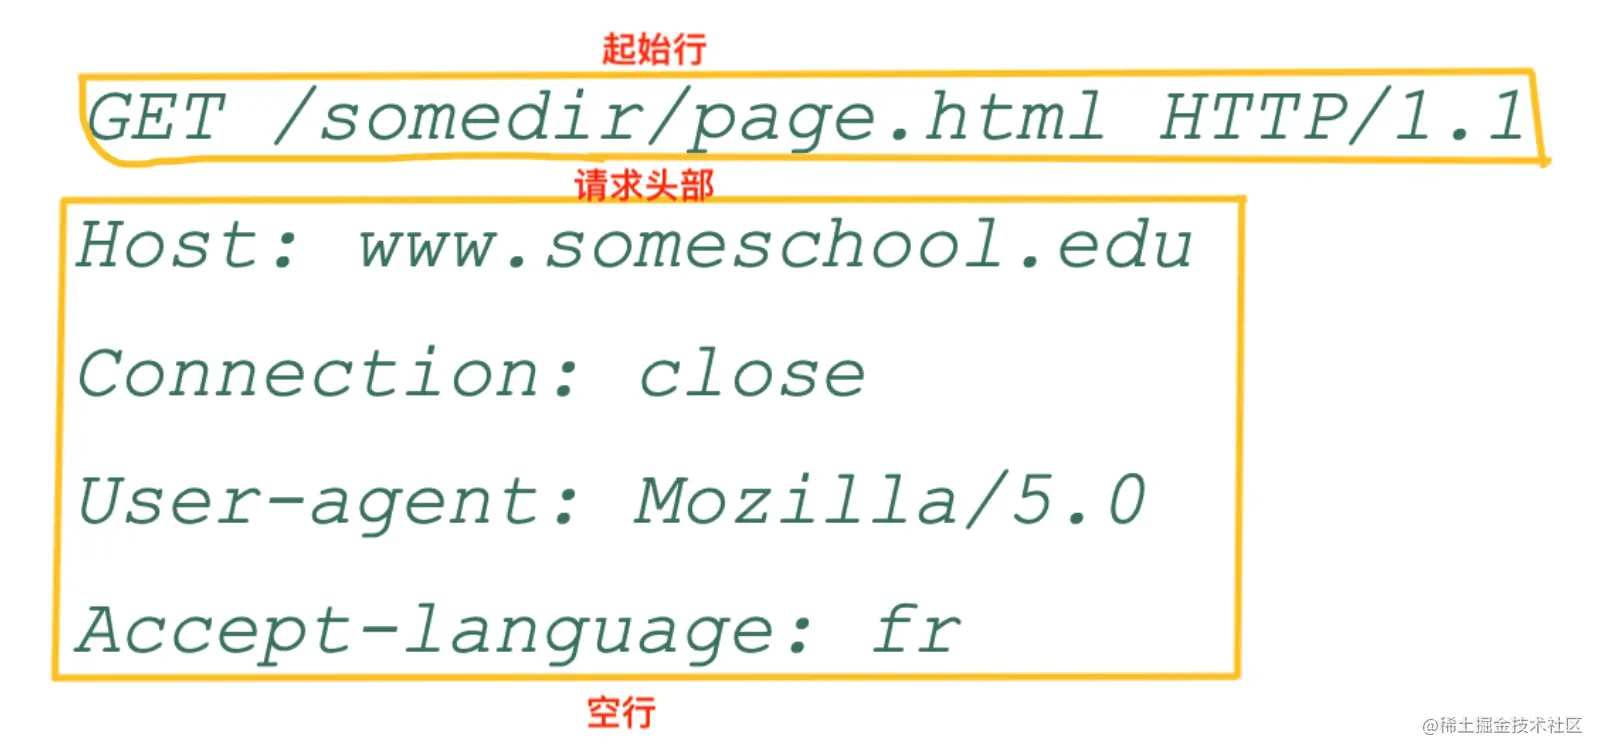 起始行
GET /somedir/page.html HTTP/1.1
请求头部
Host: www.someschool.edu
Connection: close
User-agent: Mozilla/5.0
Accept-language: fr
空行
@稀土掘金技术社区